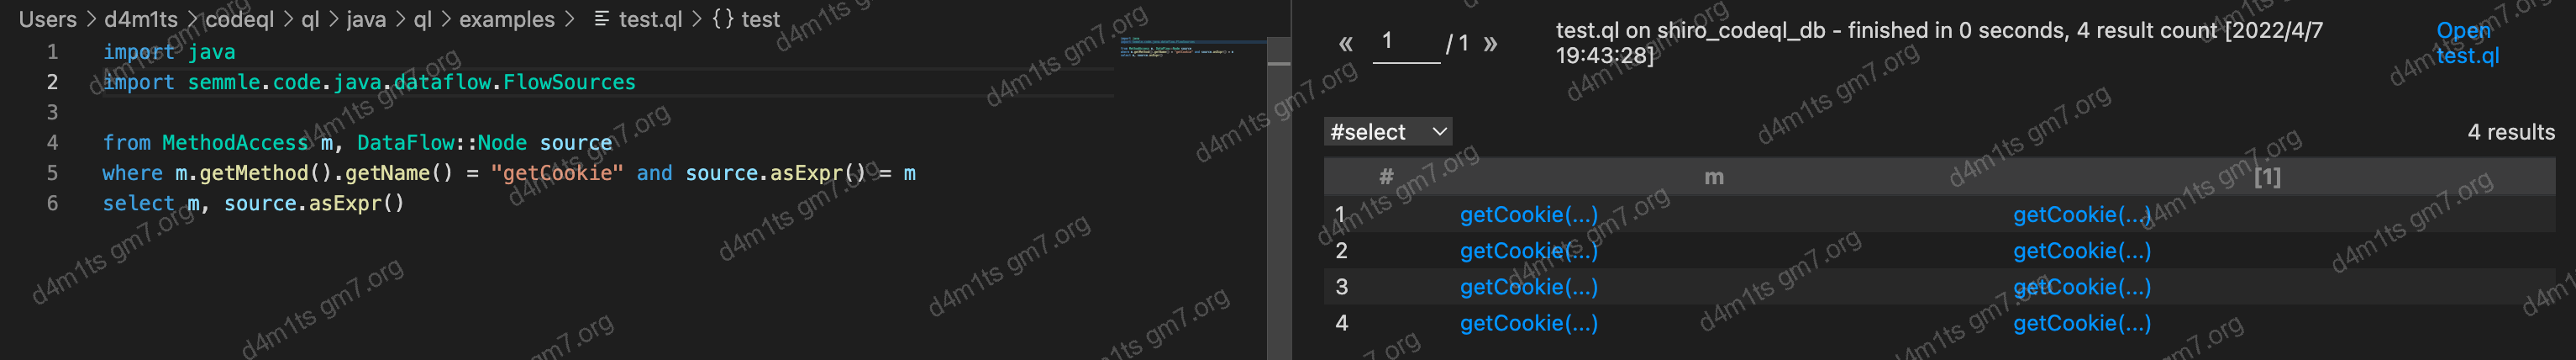 Users > d4m1ts > codeql > ql > java > ql > examples > test.ql > {} test
1 import java
2 import semmle.code.java.dataflow.FlowSources
3
4 from MethodAccess m, DataFlow::Node source
5 where m.getMethod().getName() = "getCookie" and source.asExpr() = m
6 select m, source.asExpr()
« 1 / 1 »
test.ql on shiro_codeql_db - finished in 0 seconds, 4 result count [2022/4/7
19:43:28]
Open
test.ql
#select
4 results
# m [1]
1 getCookie(...) getCookie(...)
2 getCookie(...) getCookie(...)
3 getCookie(...) getCookie(...)
4 getCookie(...) getCookie(...)
d4m1ts gm7.org